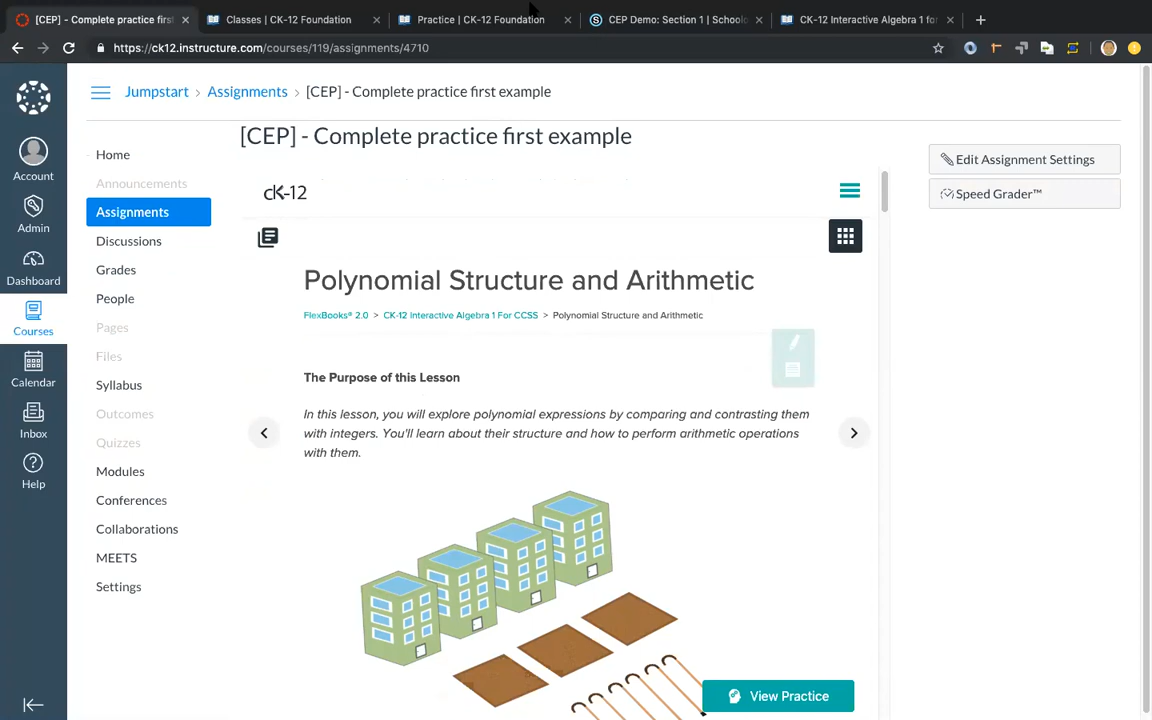 [CEP] - Complete practice first
Classes | CK-12 Foundation
Practice | CK-12 Foundation
CEP Demo: Section 1 | Schoolo
CK-12 Interactive Algebra 1 for
https://ck12.instructure.com/courses/119/assignments/4710
Jumpstart > Assignments > [CEP] - Complete practice first example
[CEP] - Complete practice first example
Account
Admin
Dashboard
Courses
Calendar
Inbox
Help
Home
Announcements
Assignments
Discussions
Grades
People
Pages
Files
Syllabus
Outcomes
Quizzes
Modules
Conferences
Collaborations
MEETS
Settings
Edit Assignment Settings
Speed Grader™
ck-12
Polynomial Structure and Arithmetic
FlexBooks® 2.0 > CK-12 Interactive Algebra 1 For CCSS > Polynomial Structure and Arithmetic
The Purpose of this Lesson
In this lesson, you will explore polynomial expressions by comparing and contrasting them
with integers. You'll learn about their structure and how to perform arithmetic operations
with them.
View Practice